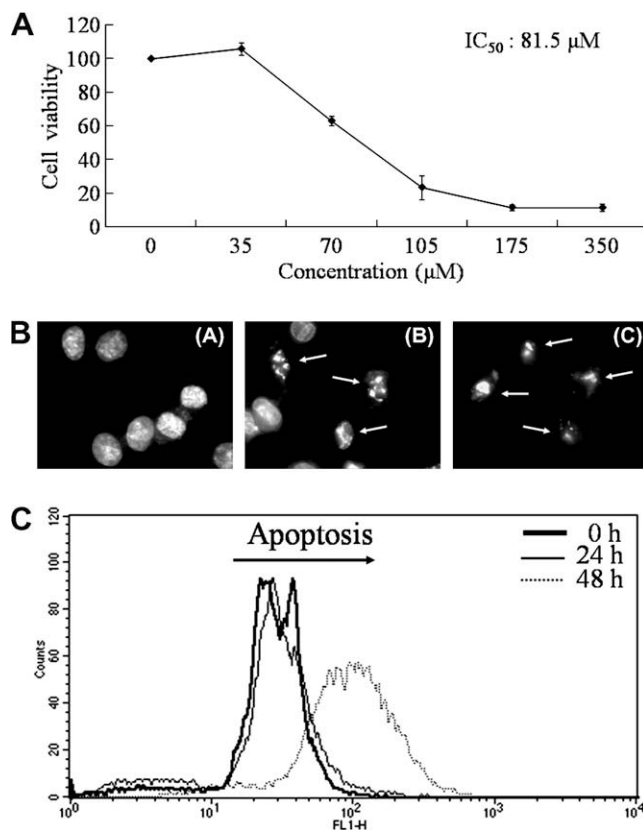 A
120
100
80
60
40
20
0
Cell viability
IC50 : 81.5 µM
0 35 70 105 175 350
Concentration (µM)
B
(A) (B) (C)
C
120
100
80
60
40
20
0
Counts
Apoptosis
0 h
24 h
48 h
10^0 10^1 10^2 10^3 10^4
FL1-H